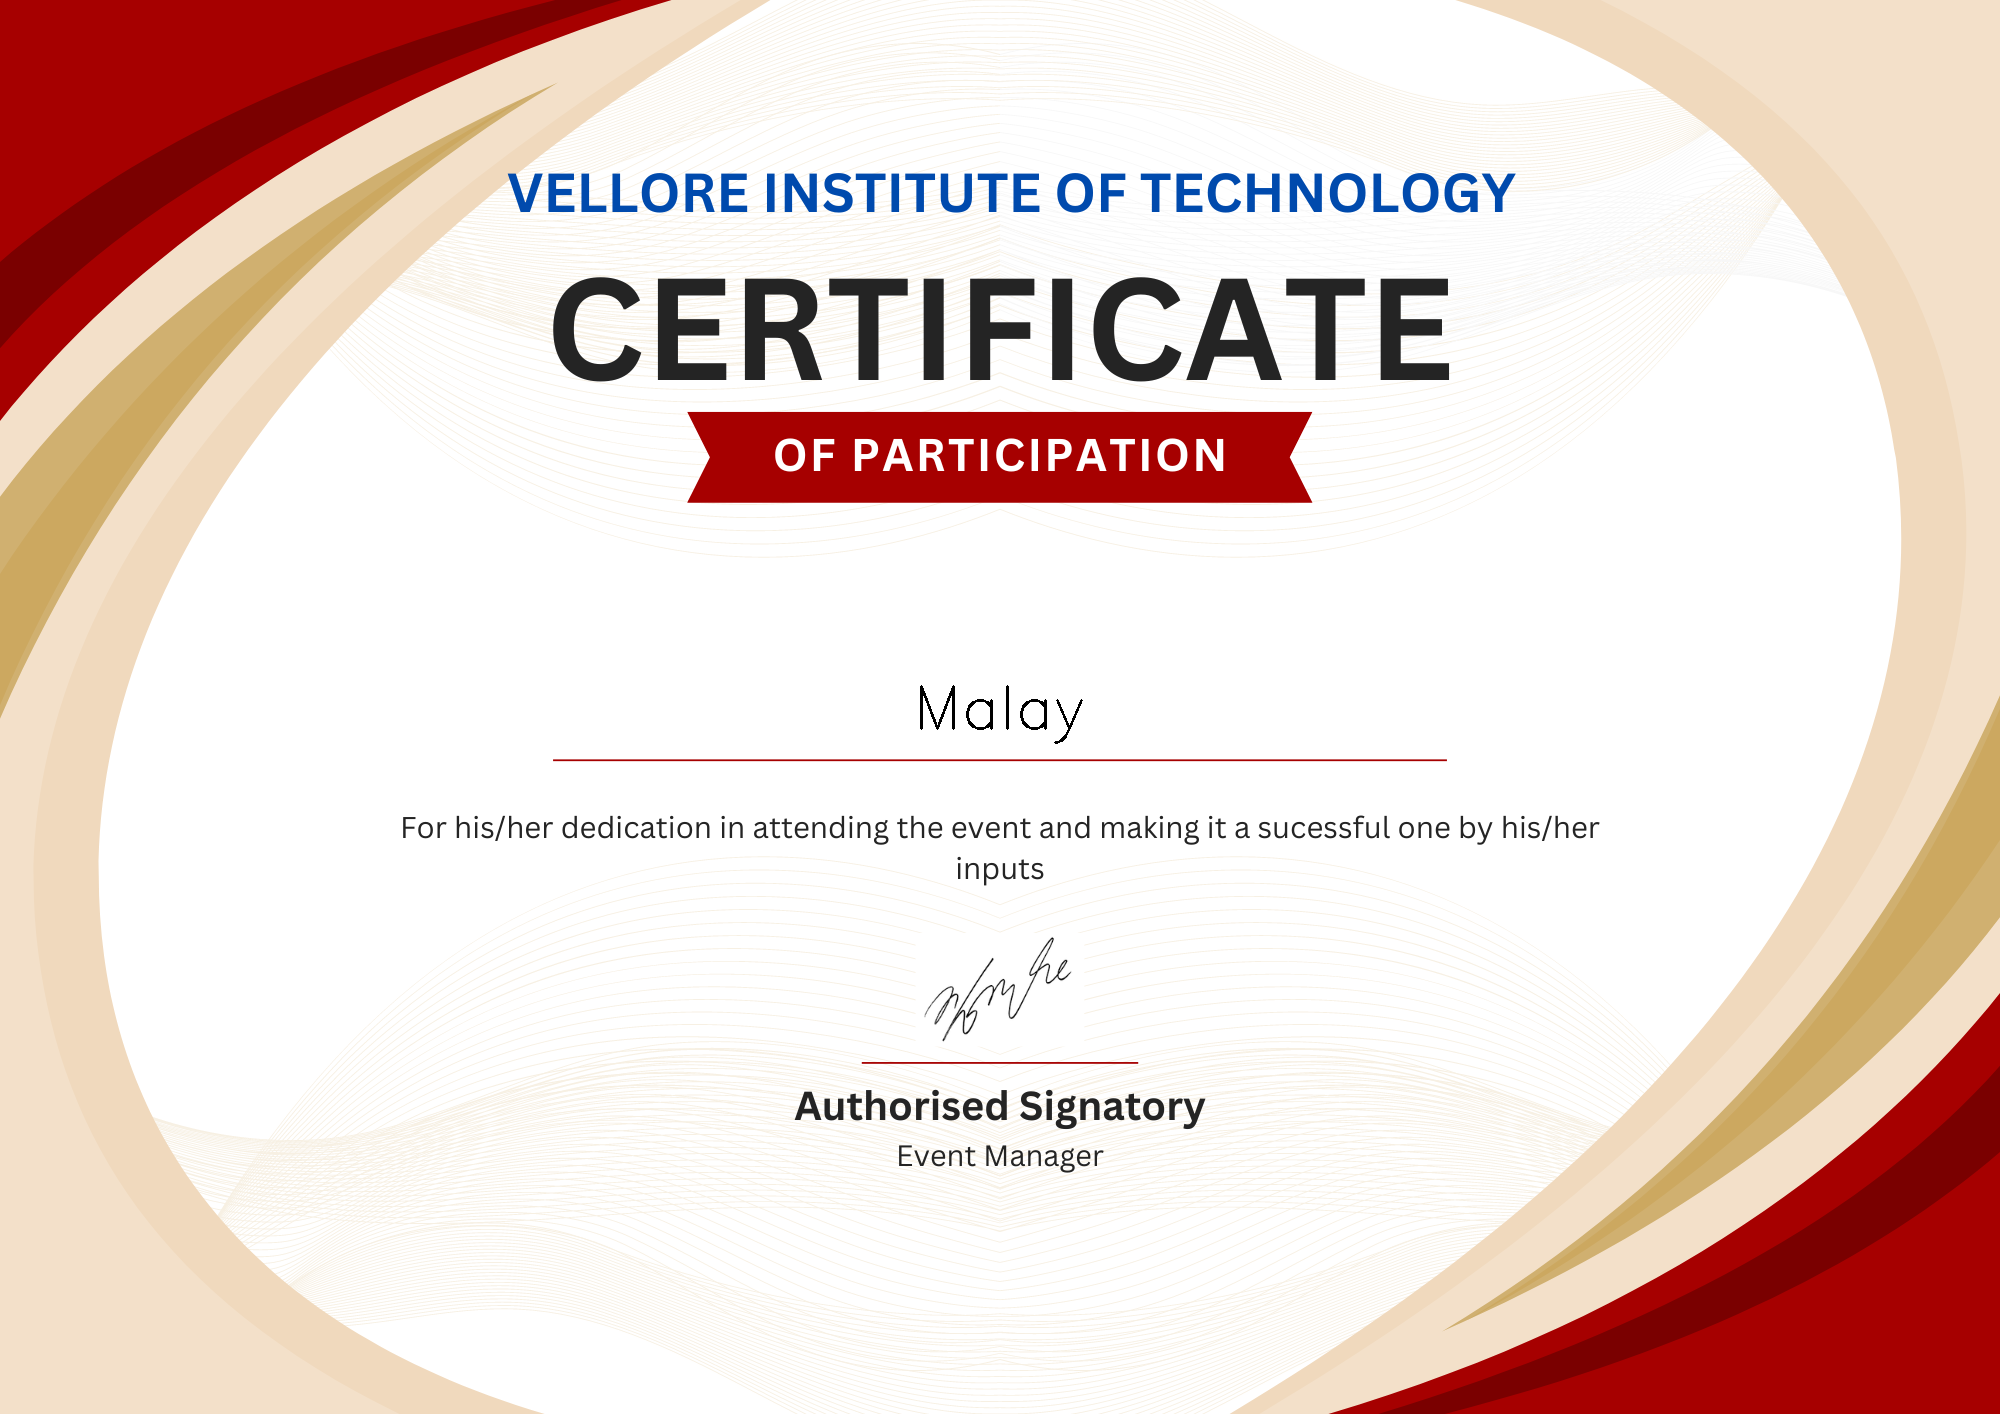 VELLORE INSTITUTE OF TECHNOLOGY
CERTIFICATE
OF PARTICIPATION
Malay
For his/her dedication in attending the event and making it a sucessful one by his/her
inputs
Authorised Signatory
Event Manager